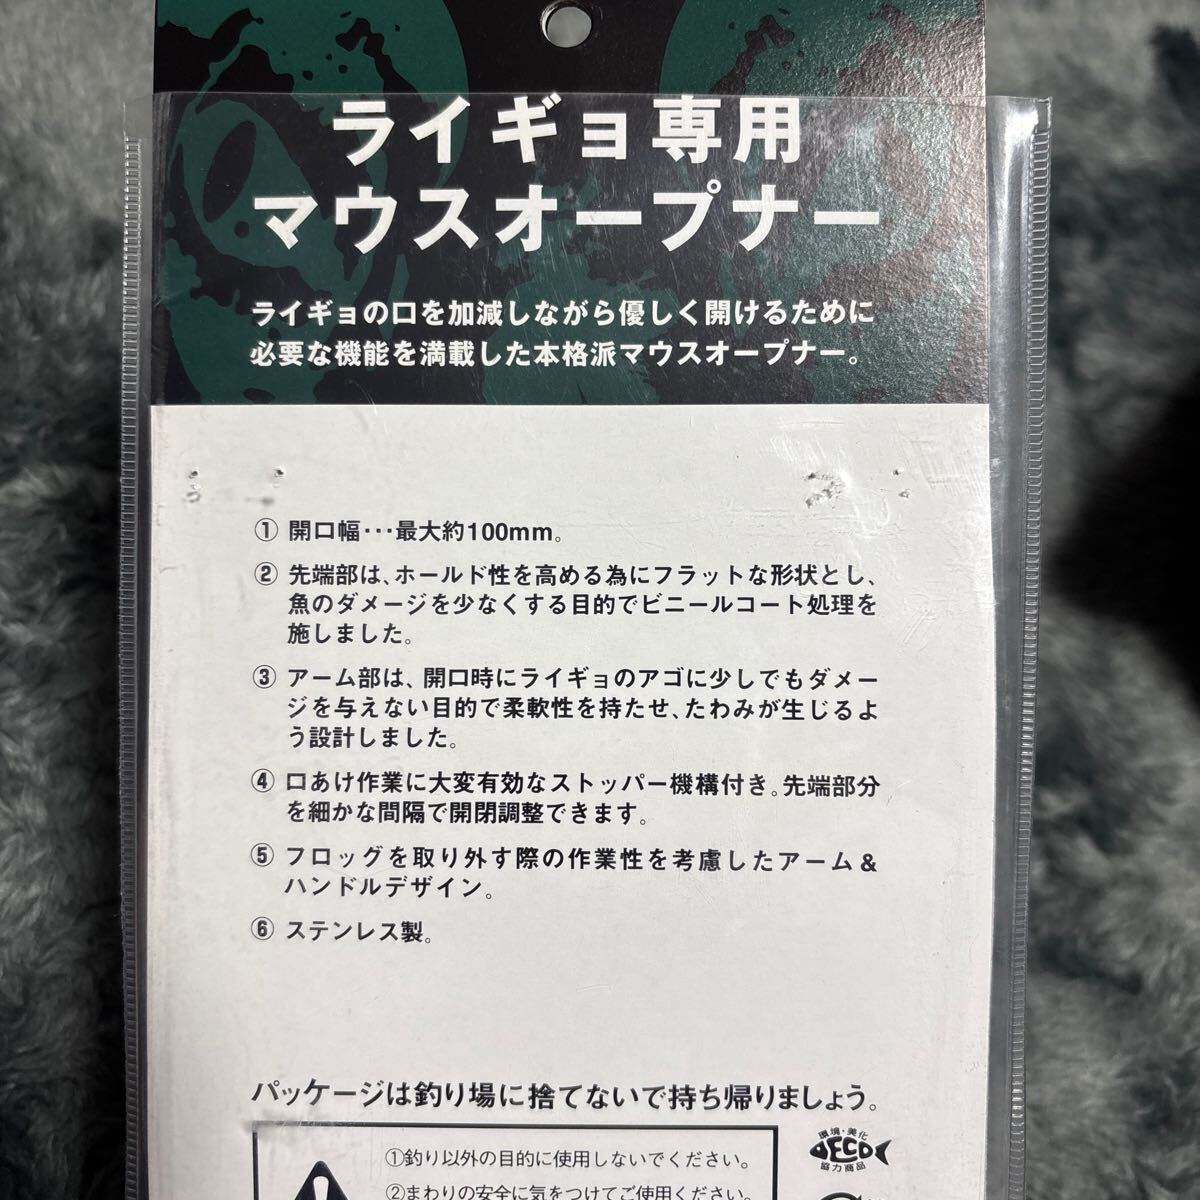 ライギョ専用
マウスオープナー
ライギョの口を加減しながら優しく開けるために
必要な機能を満載した本格派マウスオープナー。
① 開口幅･･･最大約100mm。
② 先端部は、ホールド性を高める為にフラットな形状とし、
魚のダメージを少なくする目的でビニールコート処理を
施しました。
③ アーム部は、開口時にライギョのアゴに少しでもダメー
ジを与えない目的で柔軟性を持たせ、たわみが生じるよ
う設計しました。
④ 口あけ作業に大変有効なストッパー機構付き。先端部分
を細かな間隔で開閉調整できます。
⑤ フロッグを取り外す際の作業性を考慮したアーム＆
ハンドルデザイン。
⑥ ステンレス製。
パッケージは釣り場に捨てないで持ち帰りましょう。
①釣り以外の目的に使用しないでください。
②まわりの安全に気をつけてご使用ください。
環境・美化
ECO
協力商品